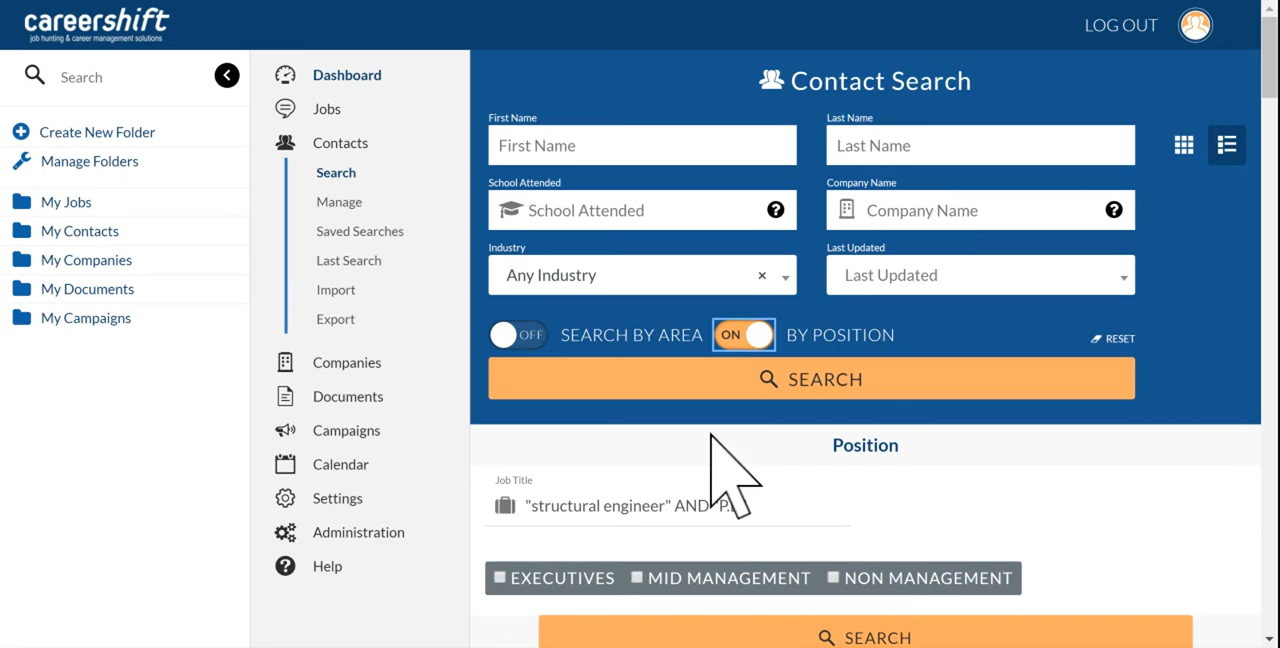 careershift
job hunting & career management solutions
LOG OUT
Search
Create New Folder
Manage Folders
My Jobs
My Contacts
My Companies
My Documents
My Campaigns
Dashboard
Jobs
Contacts
Search
Manage
Saved Searches
Last Search
Import
Export
Companies
Documents
Campaigns
Calendar
Settings
Administration
Help
Contact Search
First Name
First Name
Last Name
Last Name
School Attended
School Attended
Company Name
Company Name
Industry
Any Industry
Last Updated
Last Updated
OFF SEARCH BY AREA ON BY POSITION
RESET
SEARCH
Position
Job Title
"structural engineer" AND
EXECUTIVES MID MANAGEMENT NON MANAGEMENT
SEARCH